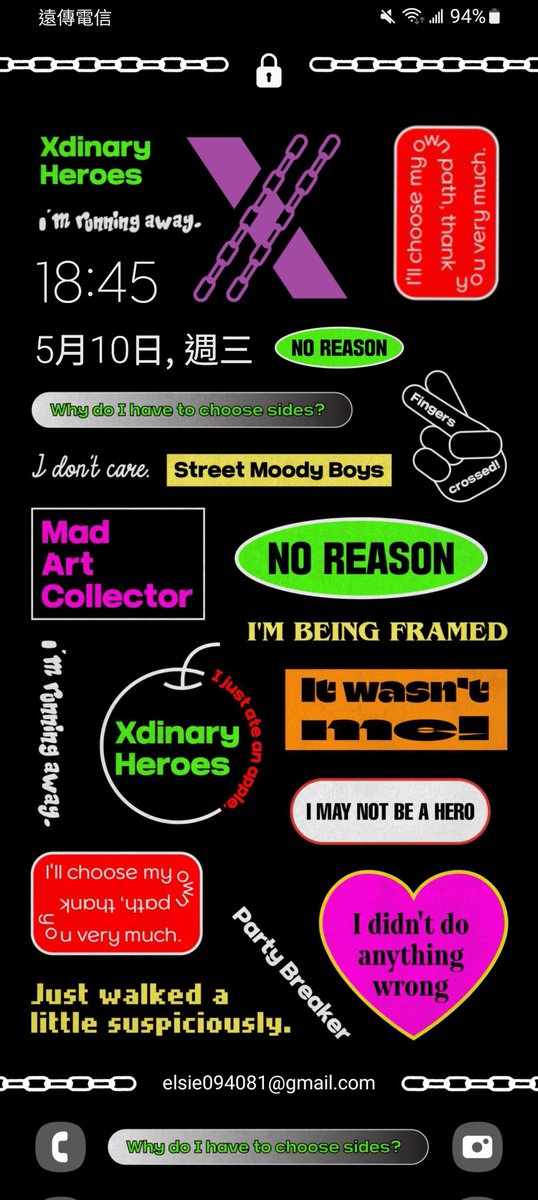 遠傳電信
94%
Xdinary
Heroes
I'm running away.
I'll choose my own
path, thank
you very much.
18:45
5月10日, 週三
NO REASON
Why do I have to choose sides?
Fingers
crossed!
I don't care.
Street Moody Boys
Mad
Art
Collector
NO REASON
I'M BEING FRAMED
I'm running away.
Xdinary
Heroes
I just ate an apple.
It wasn't
me!
I MAY NOT BE A HERO
I'll choose my own
path, thank
you very much.
Party Breaker
I didn't do
anything
wrong
Just walked a
little suspiciously.
elsie094081@gmail.com
Why do I have to choose sides?